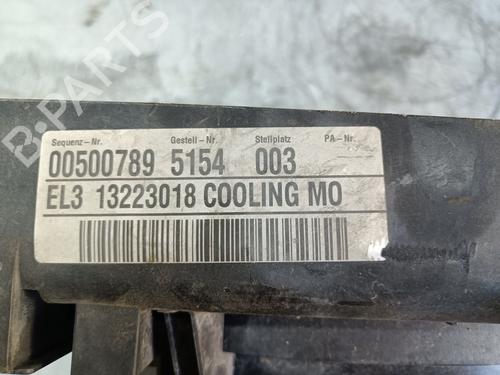 B-PARTS
Sequenz-Nr. Gestell-Nr. Stellplatz PA-Nr.
00500789 5154 003
EL3 13223018 COOLING MO